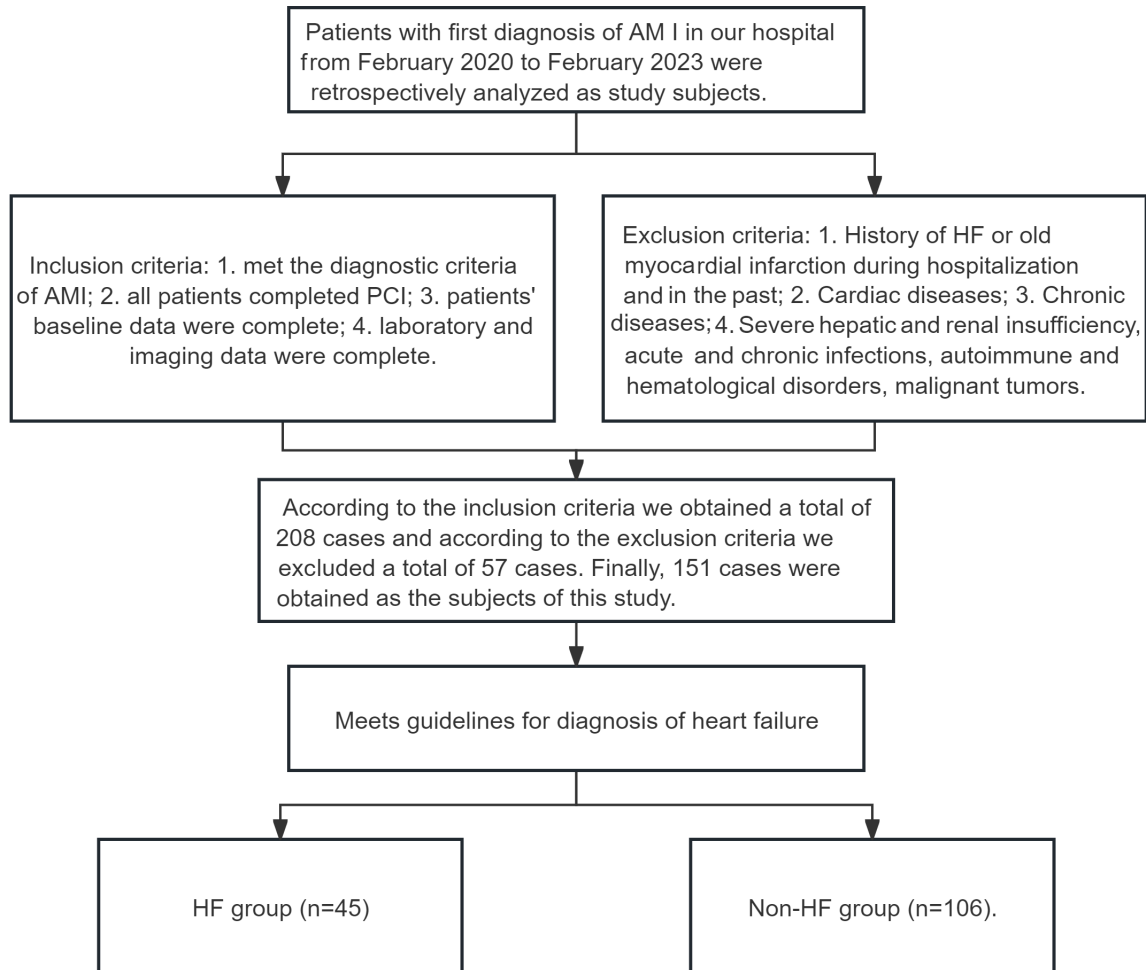 Patients with first diagnosis of AM I in our hospital
from February 2020 to February 2023 were
retrospectively analyzed as study subjects.
Inclusion criteria: 1. met the diagnostic criteria
of AMI; 2. all patients completed PCI; 3. patients'
baseline data were complete; 4. laboratory and
imaging data were complete.
Exclusion criteria: 1. History of HF or old
myocardial infarction during hospitalization
and in the past; 2. Cardiac diseases; 3. Chronic
diseases; 4. Severe hepatic and renal insufficiency,
acute and chronic infections, autoimmune and
hematological disorders, malignant tumors.
According to the inclusion criteria we obtained a total of
208 cases and according to the exclusion criteria we
excluded a total of 57 cases. Finally, 151 cases were
obtained as the subjects of this study.
Meets guidelines for diagnosis of heart failure
HF group (n=45)
Non-HF group (n=106).